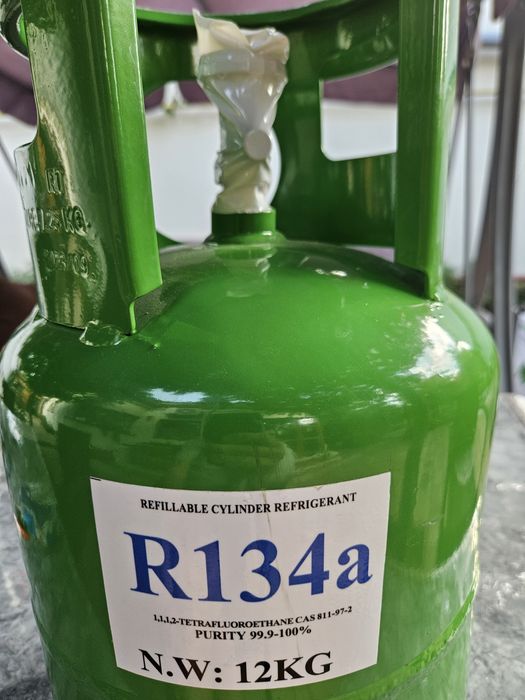 REFILLABLE CYLINDER REFRIGERANT
R134a
1,1,1,2-TETRAFLUOROETHANE CAS 811-97-2
PURITY 99.9-100%
N.W: 12KG